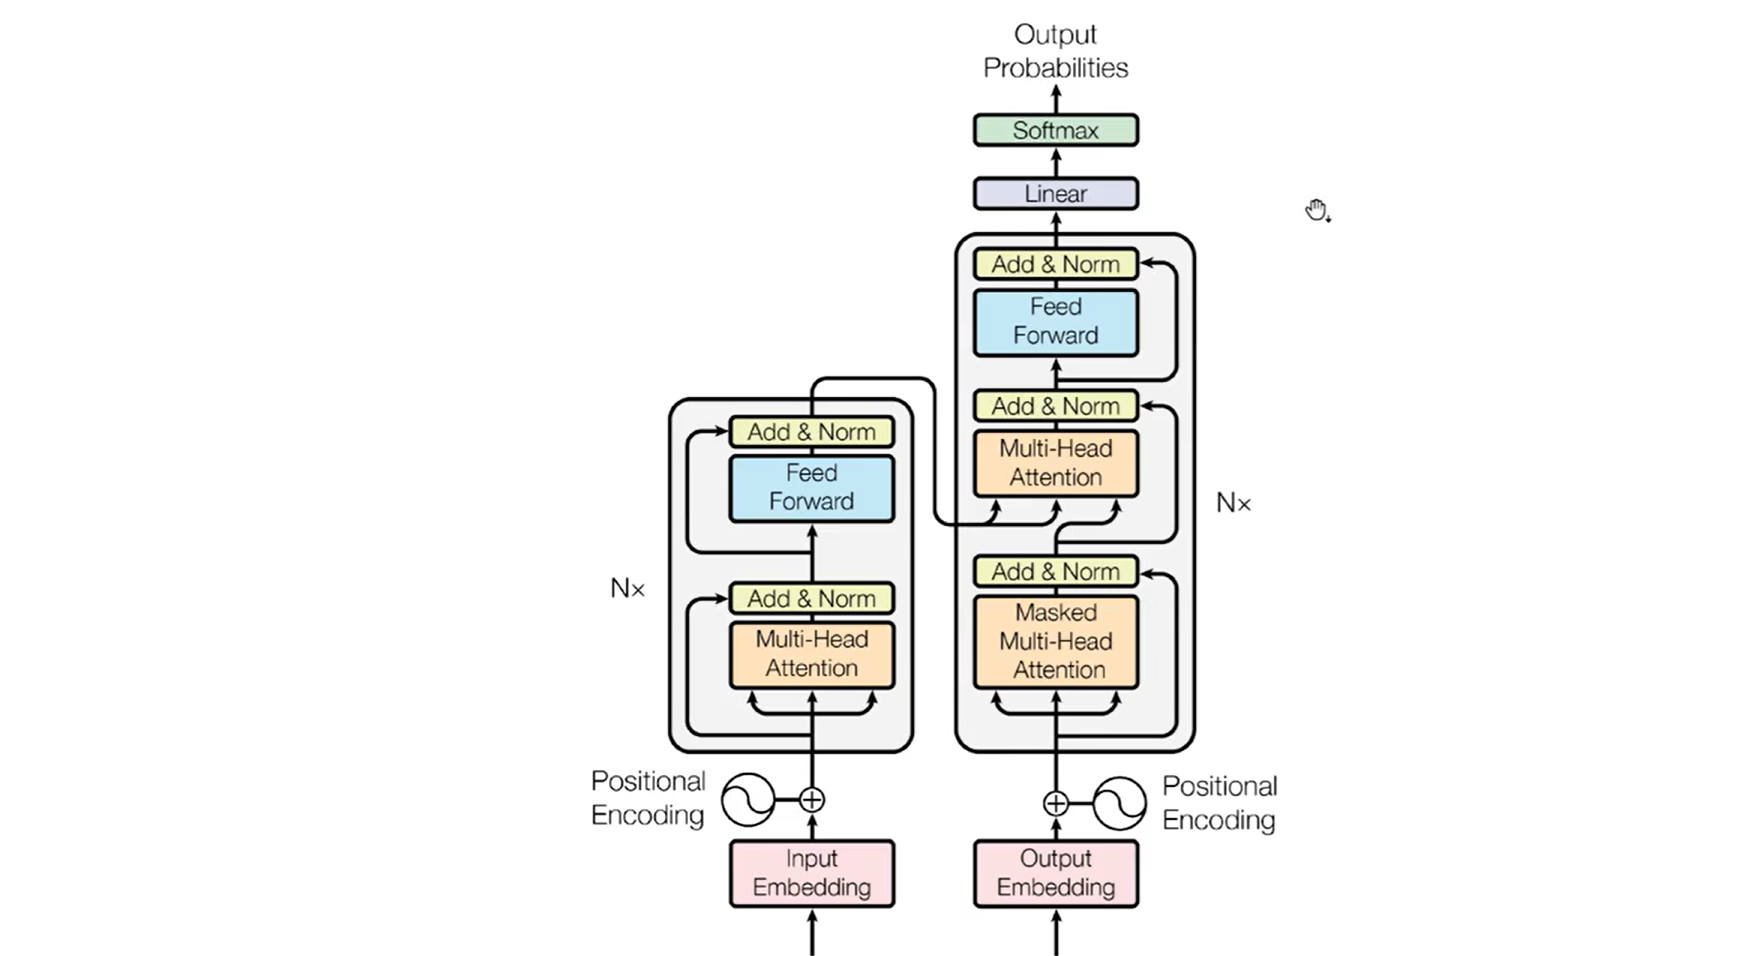 Output
Probabilities
Softmax
Linear
Add & Norm
Feed
Forward
Add & Norm
Multi-Head
Attention
Nx
Add & Norm
Masked
Multi-Head
Attention
Add & Norm
Feed
Forward
Nx
Add & Norm
Multi-Head
Attention
Positional
Encoding
Positional
Encoding
Input
Embedding
Output
Embedding